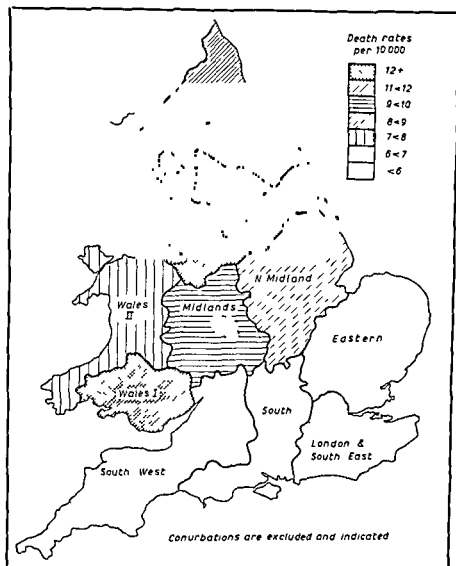 Death rates
per 10 000
12+
11<12
9<10
8<9
7<8
6<7
<6
N Midland
Wales
II
Midlands
Eastern
Wales I
South
London &
South East
South West
Conurbations are excluded and indicated